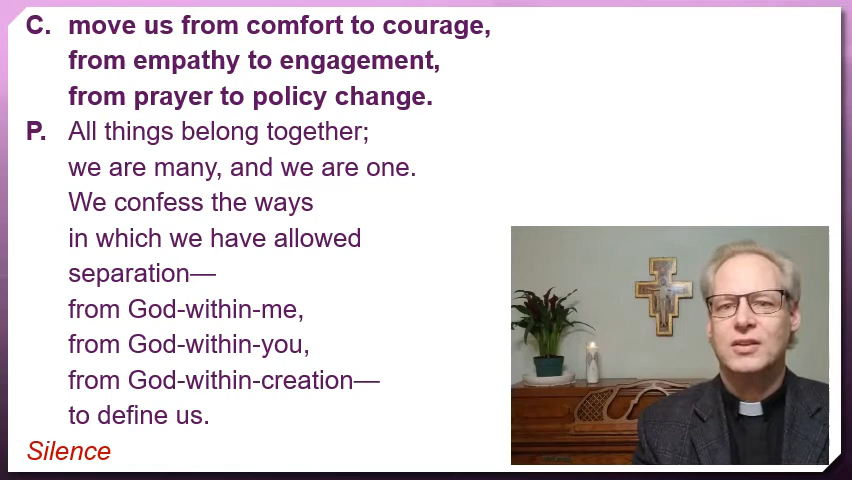 C. move us from comfort to courage,
from empathy to engagement,
from prayer to policy change.
P. All things belong together;
we are many, and we are one.
We confess the ways
in which we have allowed
separation—
from God-within-me,
from God-within-you,
from God-within-creation—
to define us.
Silence